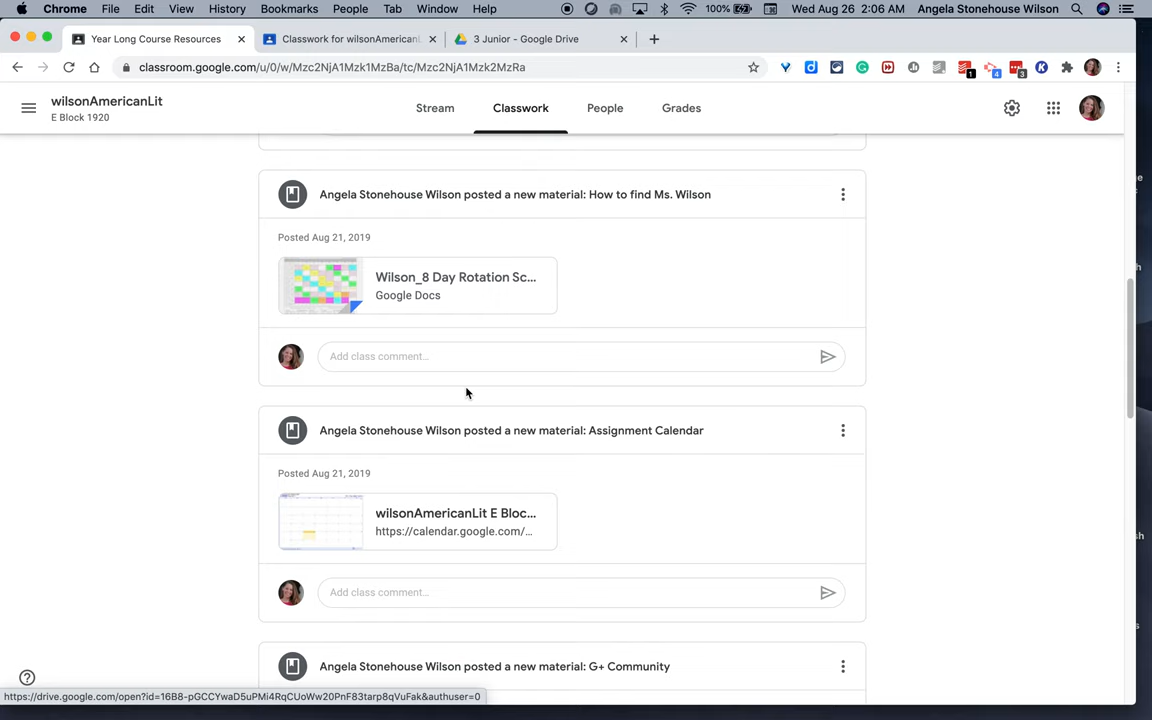 Chrome File Edit View History Bookmarks People Tab Window Help 100% Wed Aug 26 2:06 AM Angela Stonehouse Wilson
Year Long Course Resources
Classwork for wilsonAmericanL
3 Junior - Google Drive
classroom.google.com/u/0/w/Mzc2NjA1Mzk1MzBa/tc/Mzc2NjA1Mzk2MzRa
1
4
3
wilsonAmericanLit
E Block 1920
Stream Classwork People Grades
Angela Stonehouse Wilson posted a new material: How to find Ms. Wilson
Posted Aug 21, 2019
Wilson_8 Day Rotation Sc...
Google Docs
Add class comment...
Angela Stonehouse Wilson posted a new material: Assignment Calendar
Posted Aug 21, 2019
wilsonAmericanLit E Bloc...
https://calendar.google.com/...
Add class comment...
Angela Stonehouse Wilson posted a new material: G+ Community
https://drive.google.com/open?id=16B8-pGCCYwaD5uPMi4RqCUoWw20PnF83tarp8qVuFak&authuser=0